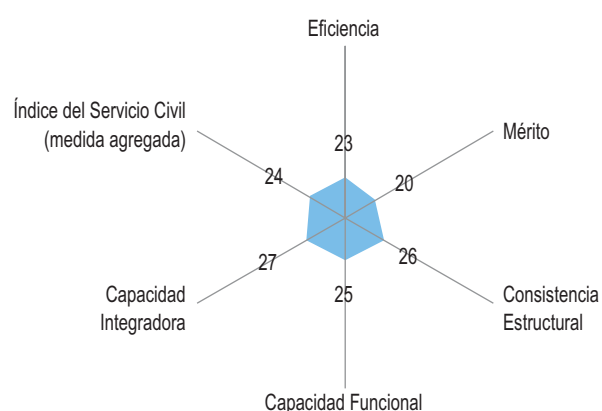 Eficiencia
Índice del Servicio Civil
(medida agregada)
Mérito
23
24
20
27
26
25
Capacidad
Integradora
Consistencia
Estructural
Capacidad Funcional